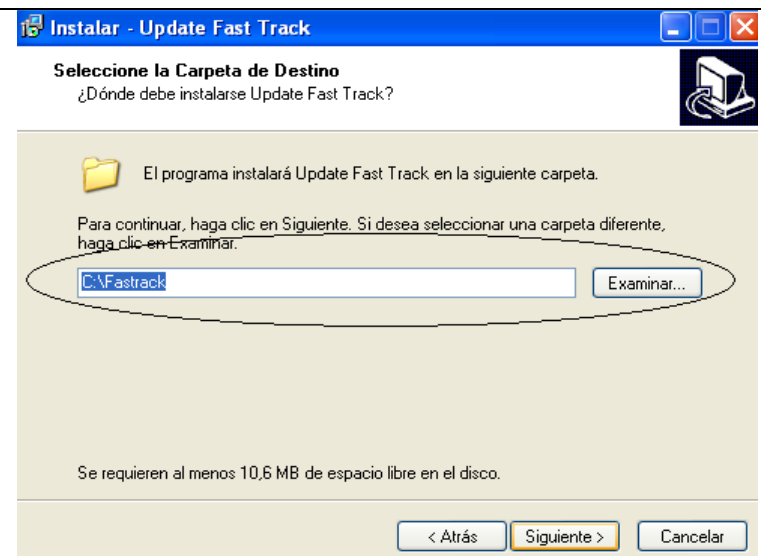 Instalar - Update Fast Track
Seleccione la Carpeta de Destino
¿Dónde debe instalarse Update Fast Track?
El programa instalará Update Fast Track en la siguiente carpeta.
Para continuar, haga clic en Siguiente. Si desea seleccionar una carpeta diferente,
haga clic en Examinar.
C:\Fastrack
Examinar...
Se requieren al menos 10,6 MB de espacio libre en el disco.
< Atrás
Siguiente >
Cancelar